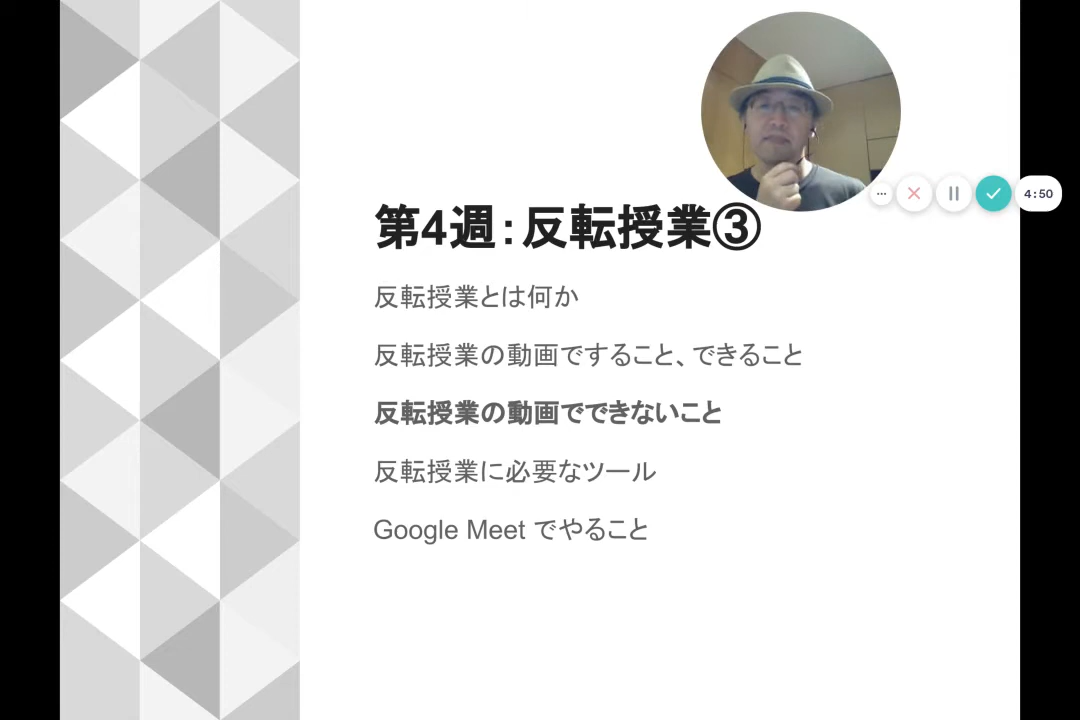 4:50
第4週：反転授業③
反転授業とは何か
反転授業の動画ですること、できること
反転授業の動画でできないこと
反転授業に必要なツール
Google Meet でやること